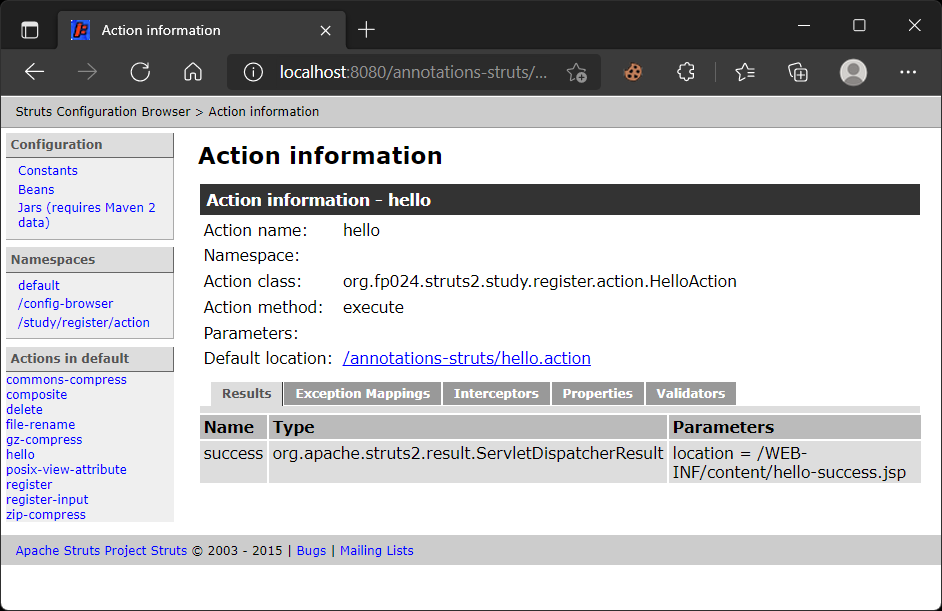 Action information
localhost:8080/annotations-struts/...
Struts Configuration Browser > Action information
Configuration
Constants
Beans
Jars (requires Maven 2
data)
Namespaces
default
/config-browser
/study/register/action
Actions in default
commons-compress
composite
delete
file-rename
gz-compress
hello
posix-view-attribute
register
register-input
zip-compress
Action information
Action information - hello
Action name: hello
Namespace:
Action class: org.fp024.struts2.study.register.action.HelloAction
Action method: execute
Parameters:
Default location: /annotations-struts/hello.action
Results Exception Mappings Interceptors Properties Validators
Name Type Parameters
success org.apache.struts2.result.ServletDispatcherResult location = /WEB-
INF/content/hello-success.jsp
Apache Struts Project Struts © 2003 - 2015 | Bugs | Mailing Lists